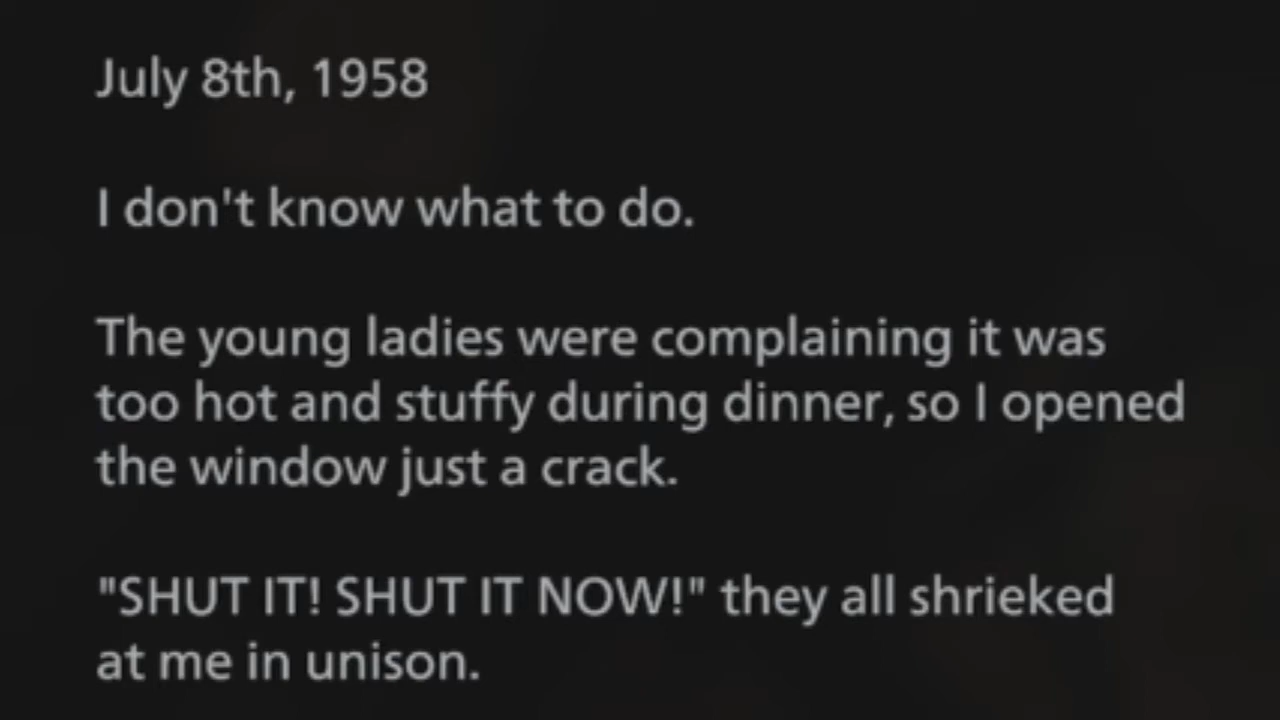 July 8th, 1958
I don't know what to do.
The young ladies were complaining it was
too hot and stuffy during dinner, so I opened
the window just a crack.
"SHUT IT! SHUT IT NOW!" they all shrieked
at me in unison.